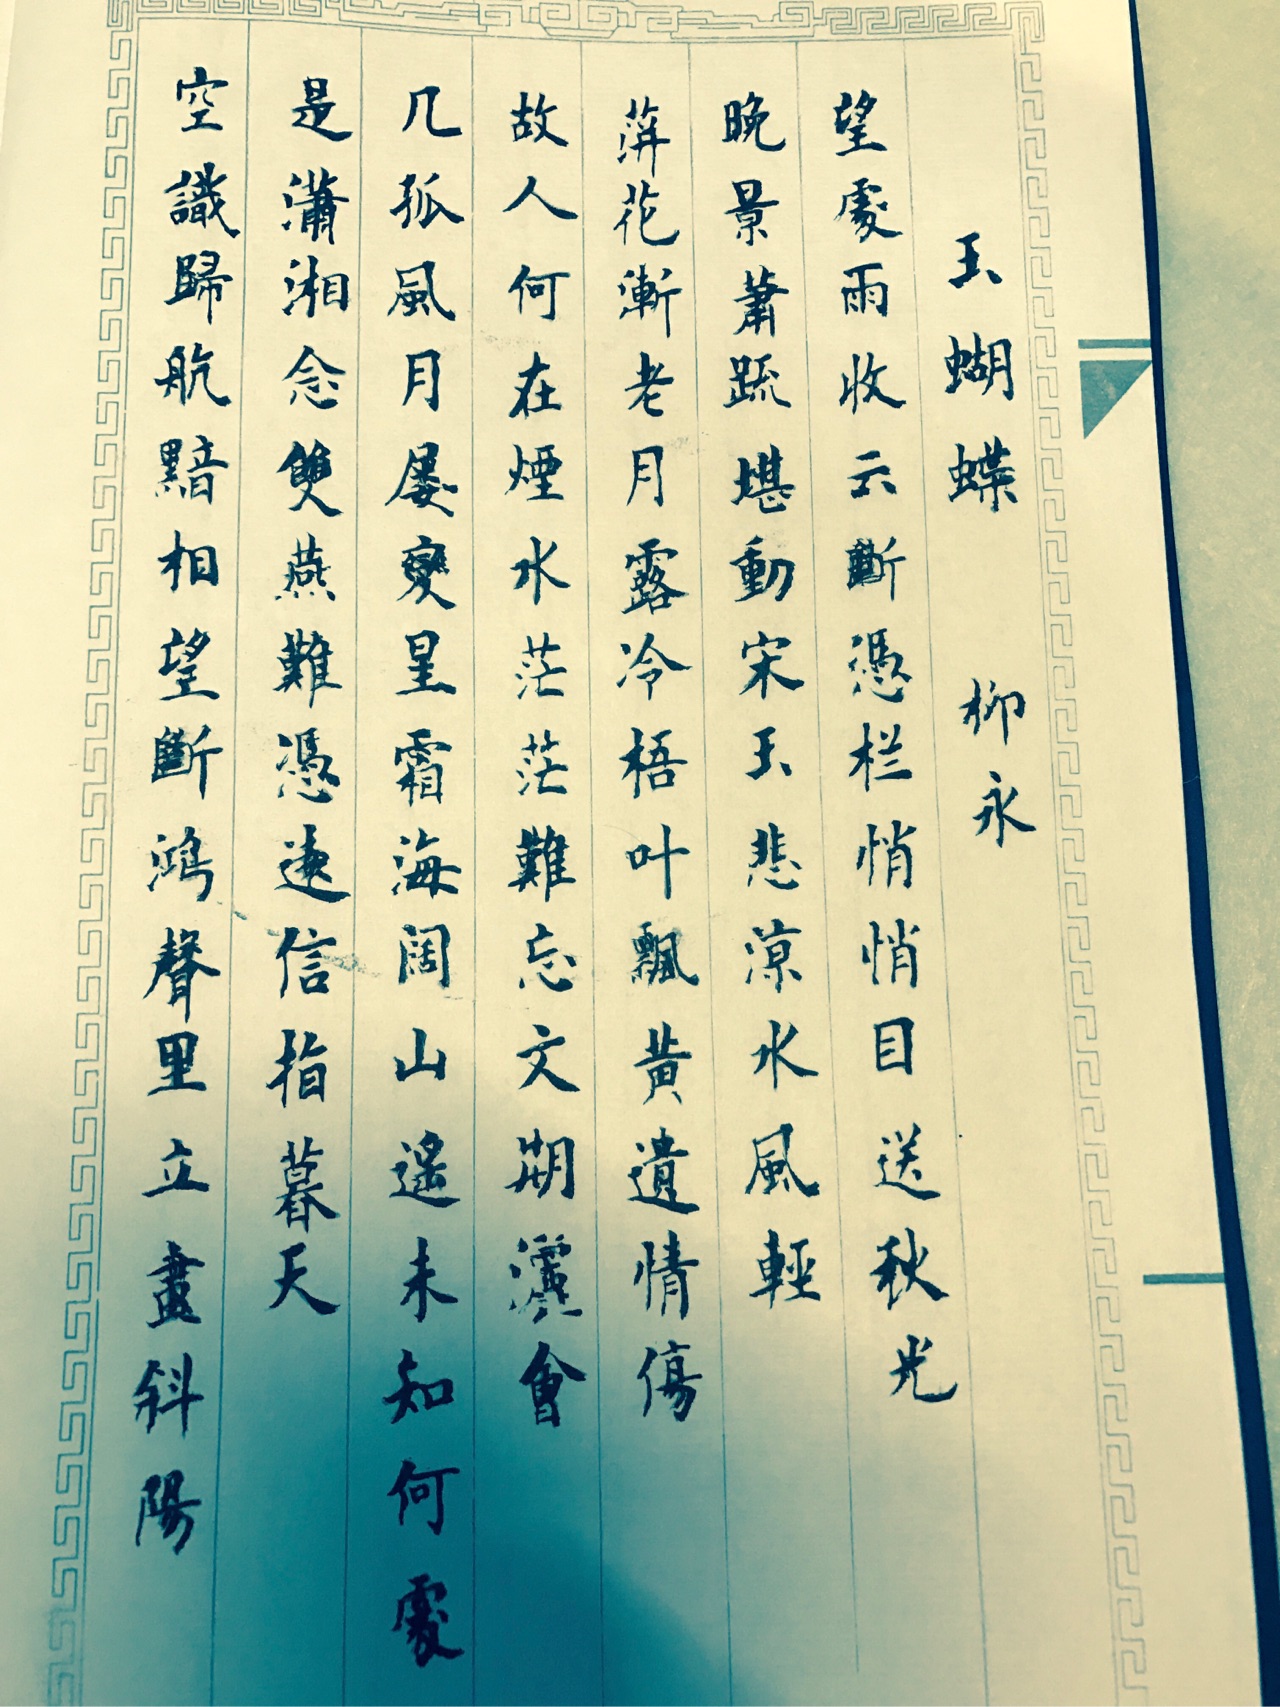 玉蝴蝶 柳永
望處雨收云斷憑栏悄悄目送秋光
晚景蕭疏堪動宋玉悲涼水風輕
蓱花漸老月露冷梧叶飄黃遺情傷
故人何在煙水茫茫難忘文期會
几孤風月屡變星霜海阔山遙未知何處
是瀟湘念雙燕難憑遠信指暮天
空識歸航黯相望斷鴻聲里立盡斜陽